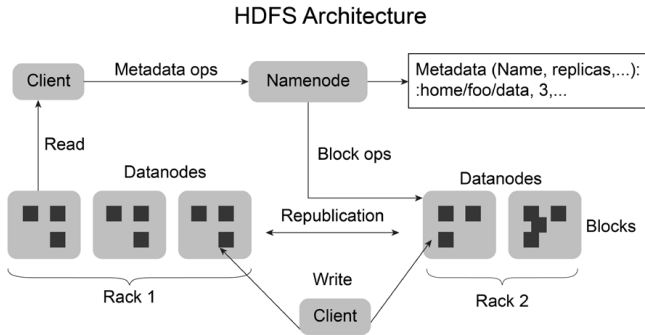 HDFS Architecture
Client
Metadata ops
Namenode
Metadata (Name, replicas,...):
:home/foo/data, 3,...
Read
Block ops
Datanodes
Datanodes
Republication
Blocks
Rack 1
Write
Client
Rack 2